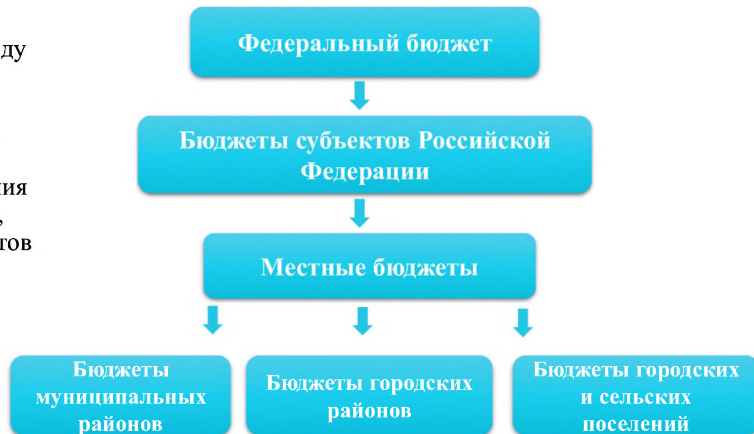 Федеральный бюджет
Бюджеты субъектов Российской
Федерации
Местные бюджеты
Бюджеты
муниципальных
районов
Бюджеты городских
районов
Бюджеты городских
и сельских
поселений